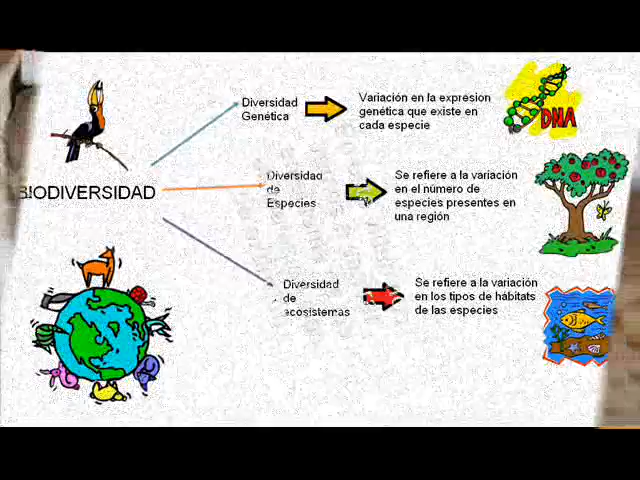 BIODIVERSIDAD
Diversidad
Genética
Variación en la expresion
genética que existe en
cada especie
DNA
Diversidad
de
Especies
Se refiere a la variación
en el número de
especies presentes en
una región
Diversidad
de
ecosistemas
Se refiere a la variación
en los tipos de hábitats
de las especies